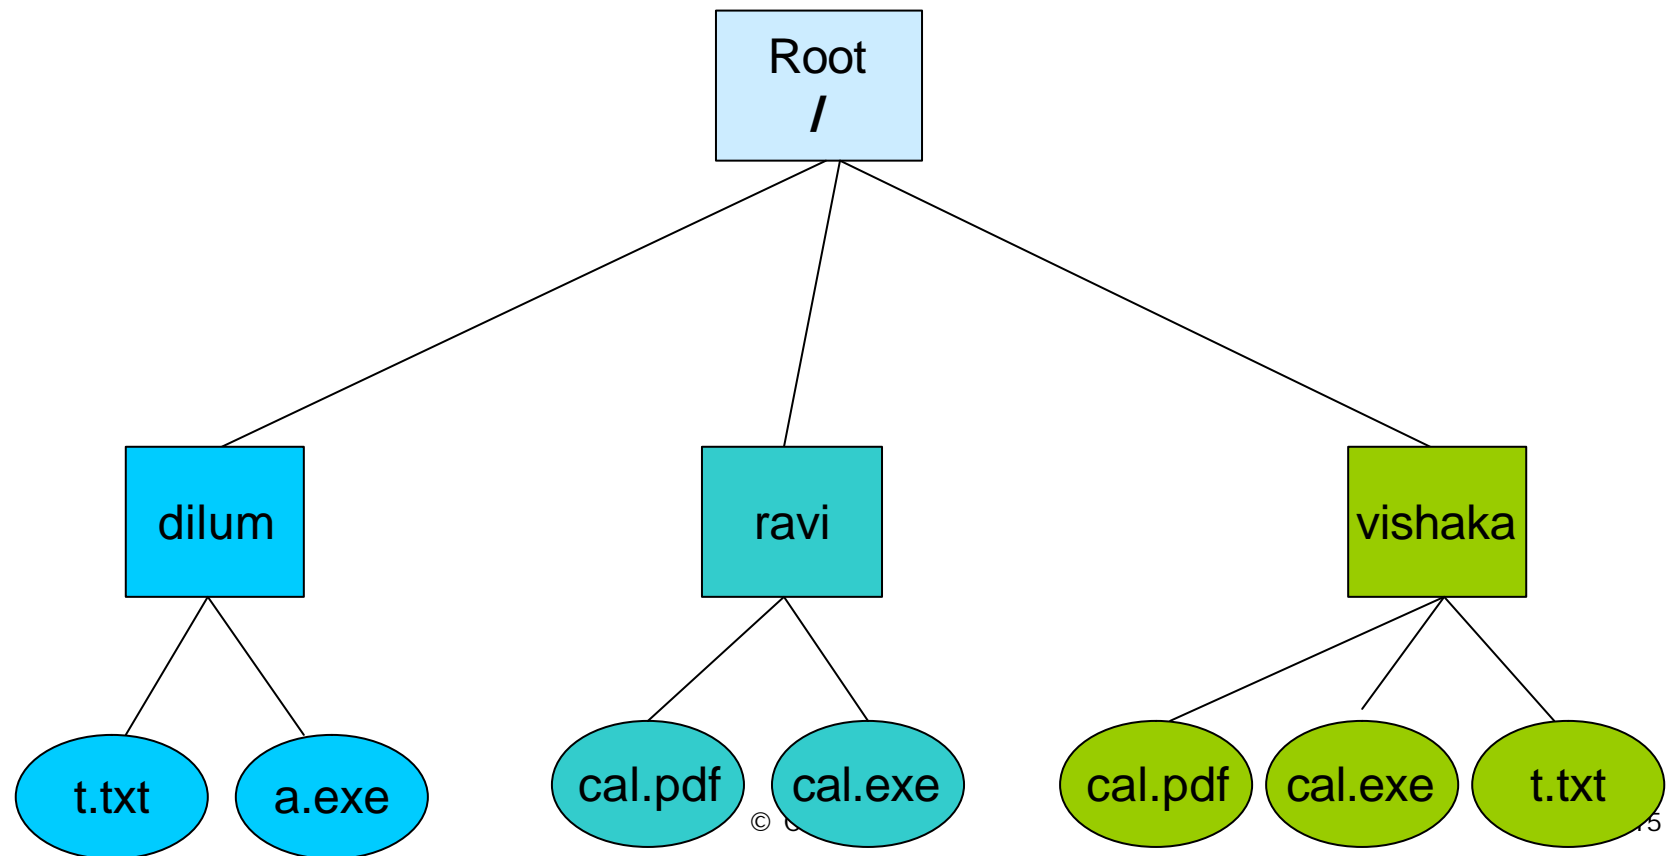 Root
/
dilum
ravi
vishaka
t.txt
a.exe
cal.pdf
cal.exe
cal.pdf
cal.exe
t.txt
©